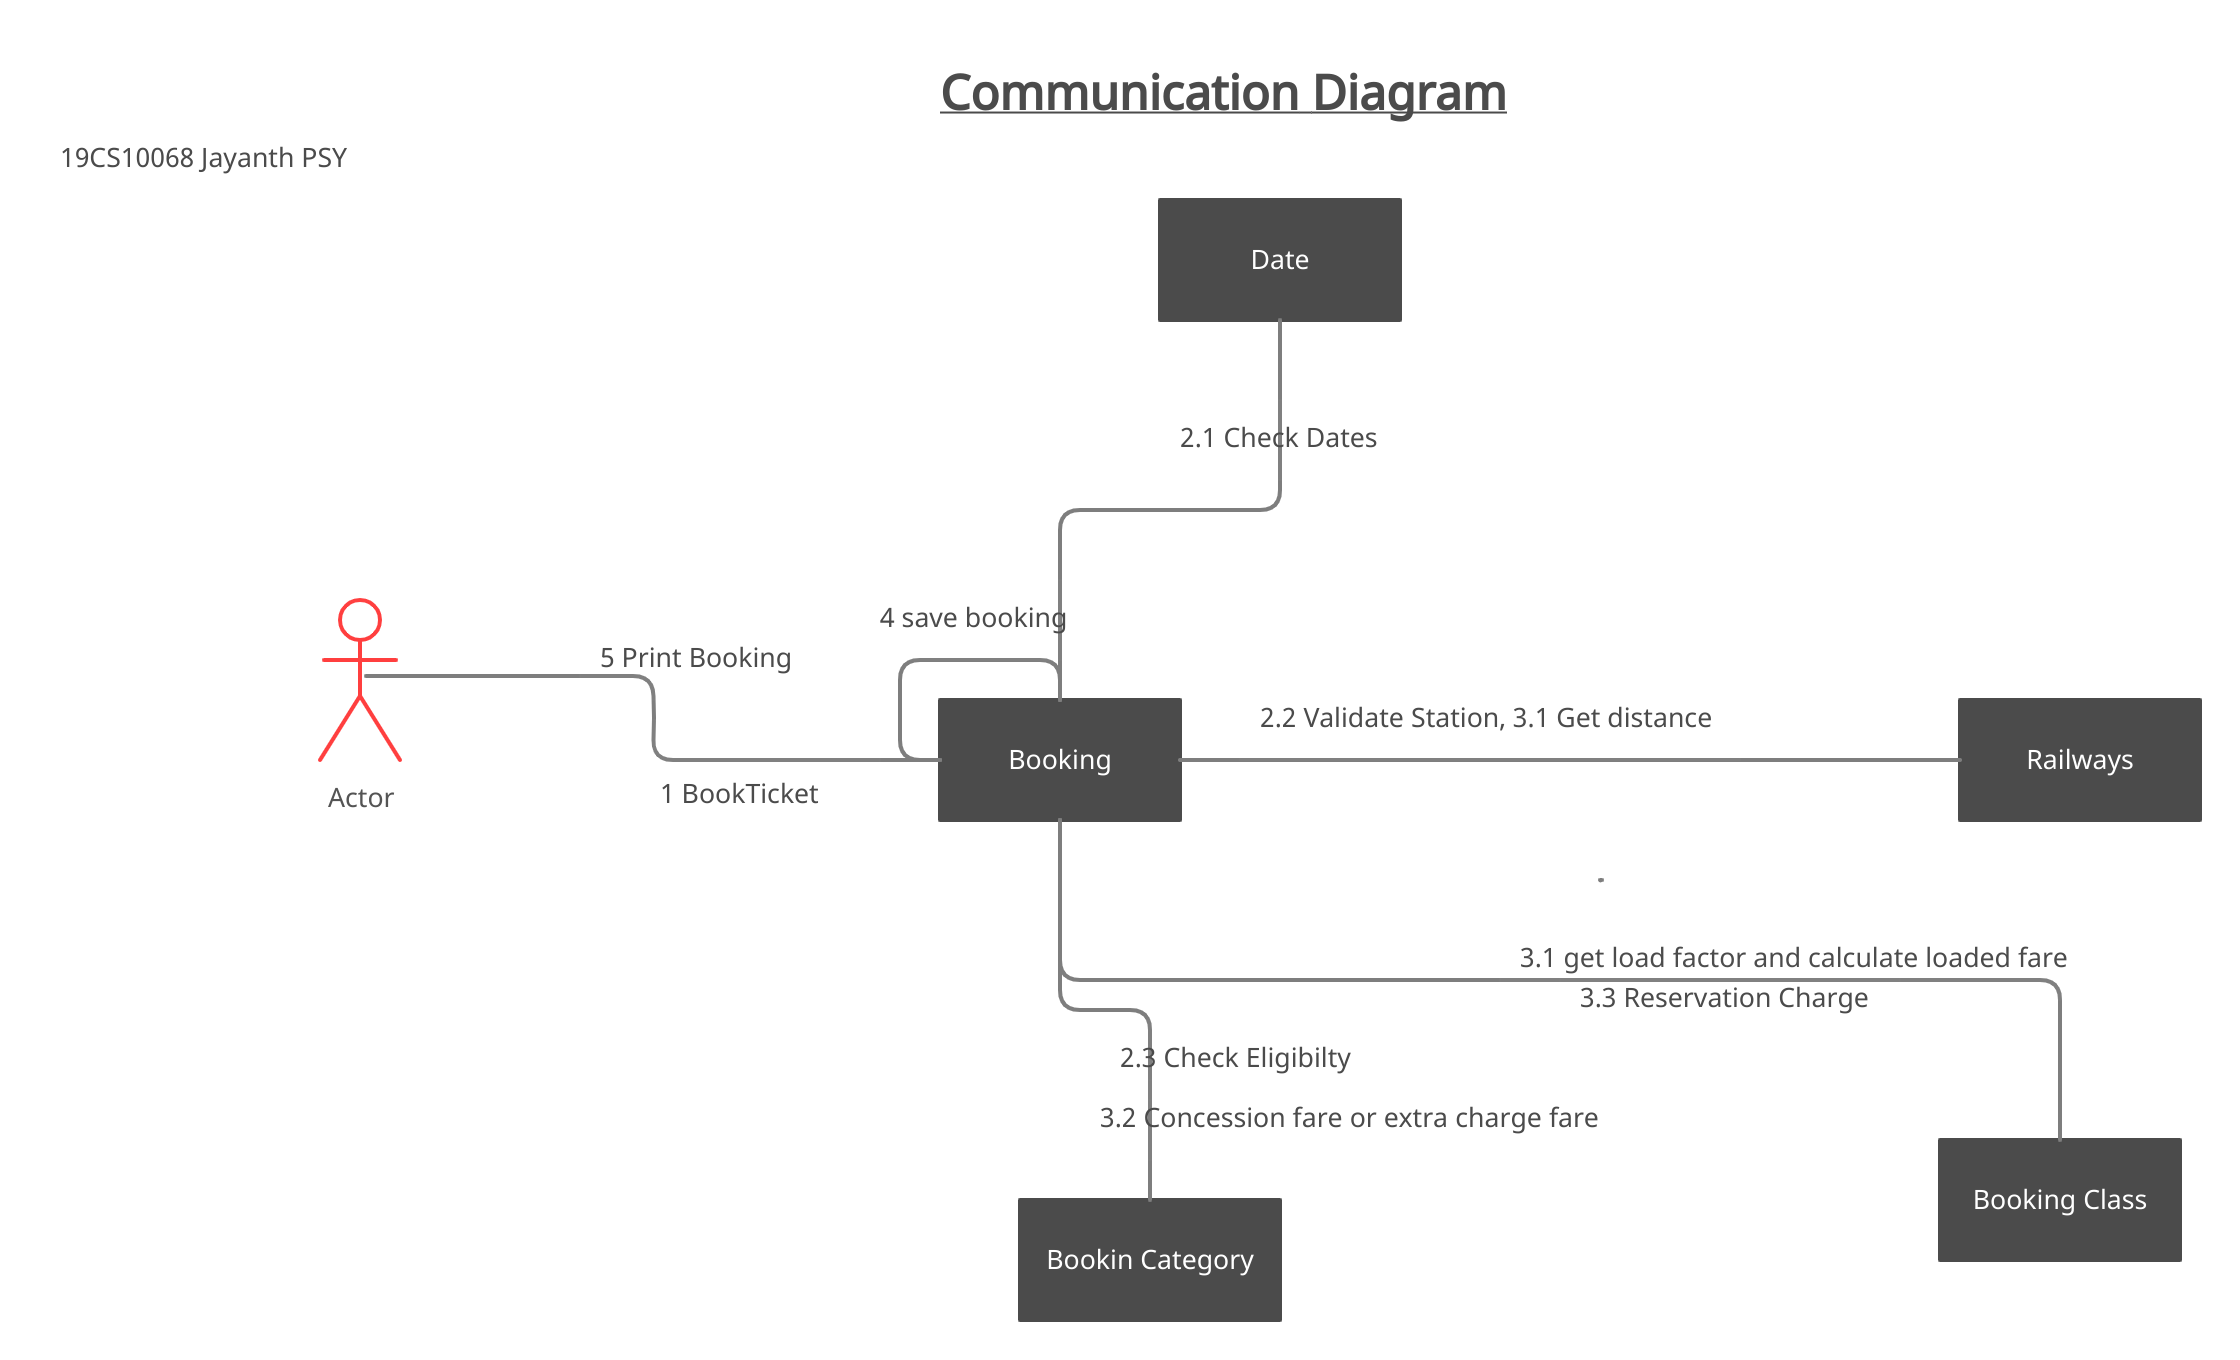 Communication Diagram
19CS10068 Jayanth PSY
Date
2.1 Check Dates
4 save booking
5 Print Booking
2.2 Validate Station, 3.1 Get distance
Booking
Railways
1 BookTicket
Actor
3.1 get load factor and calculate loaded fare
3.3 Reservation Charge
2.3 Check Eligibilty
3.2 Concession fare or extra charge fare
Booking Class
Bookin Category